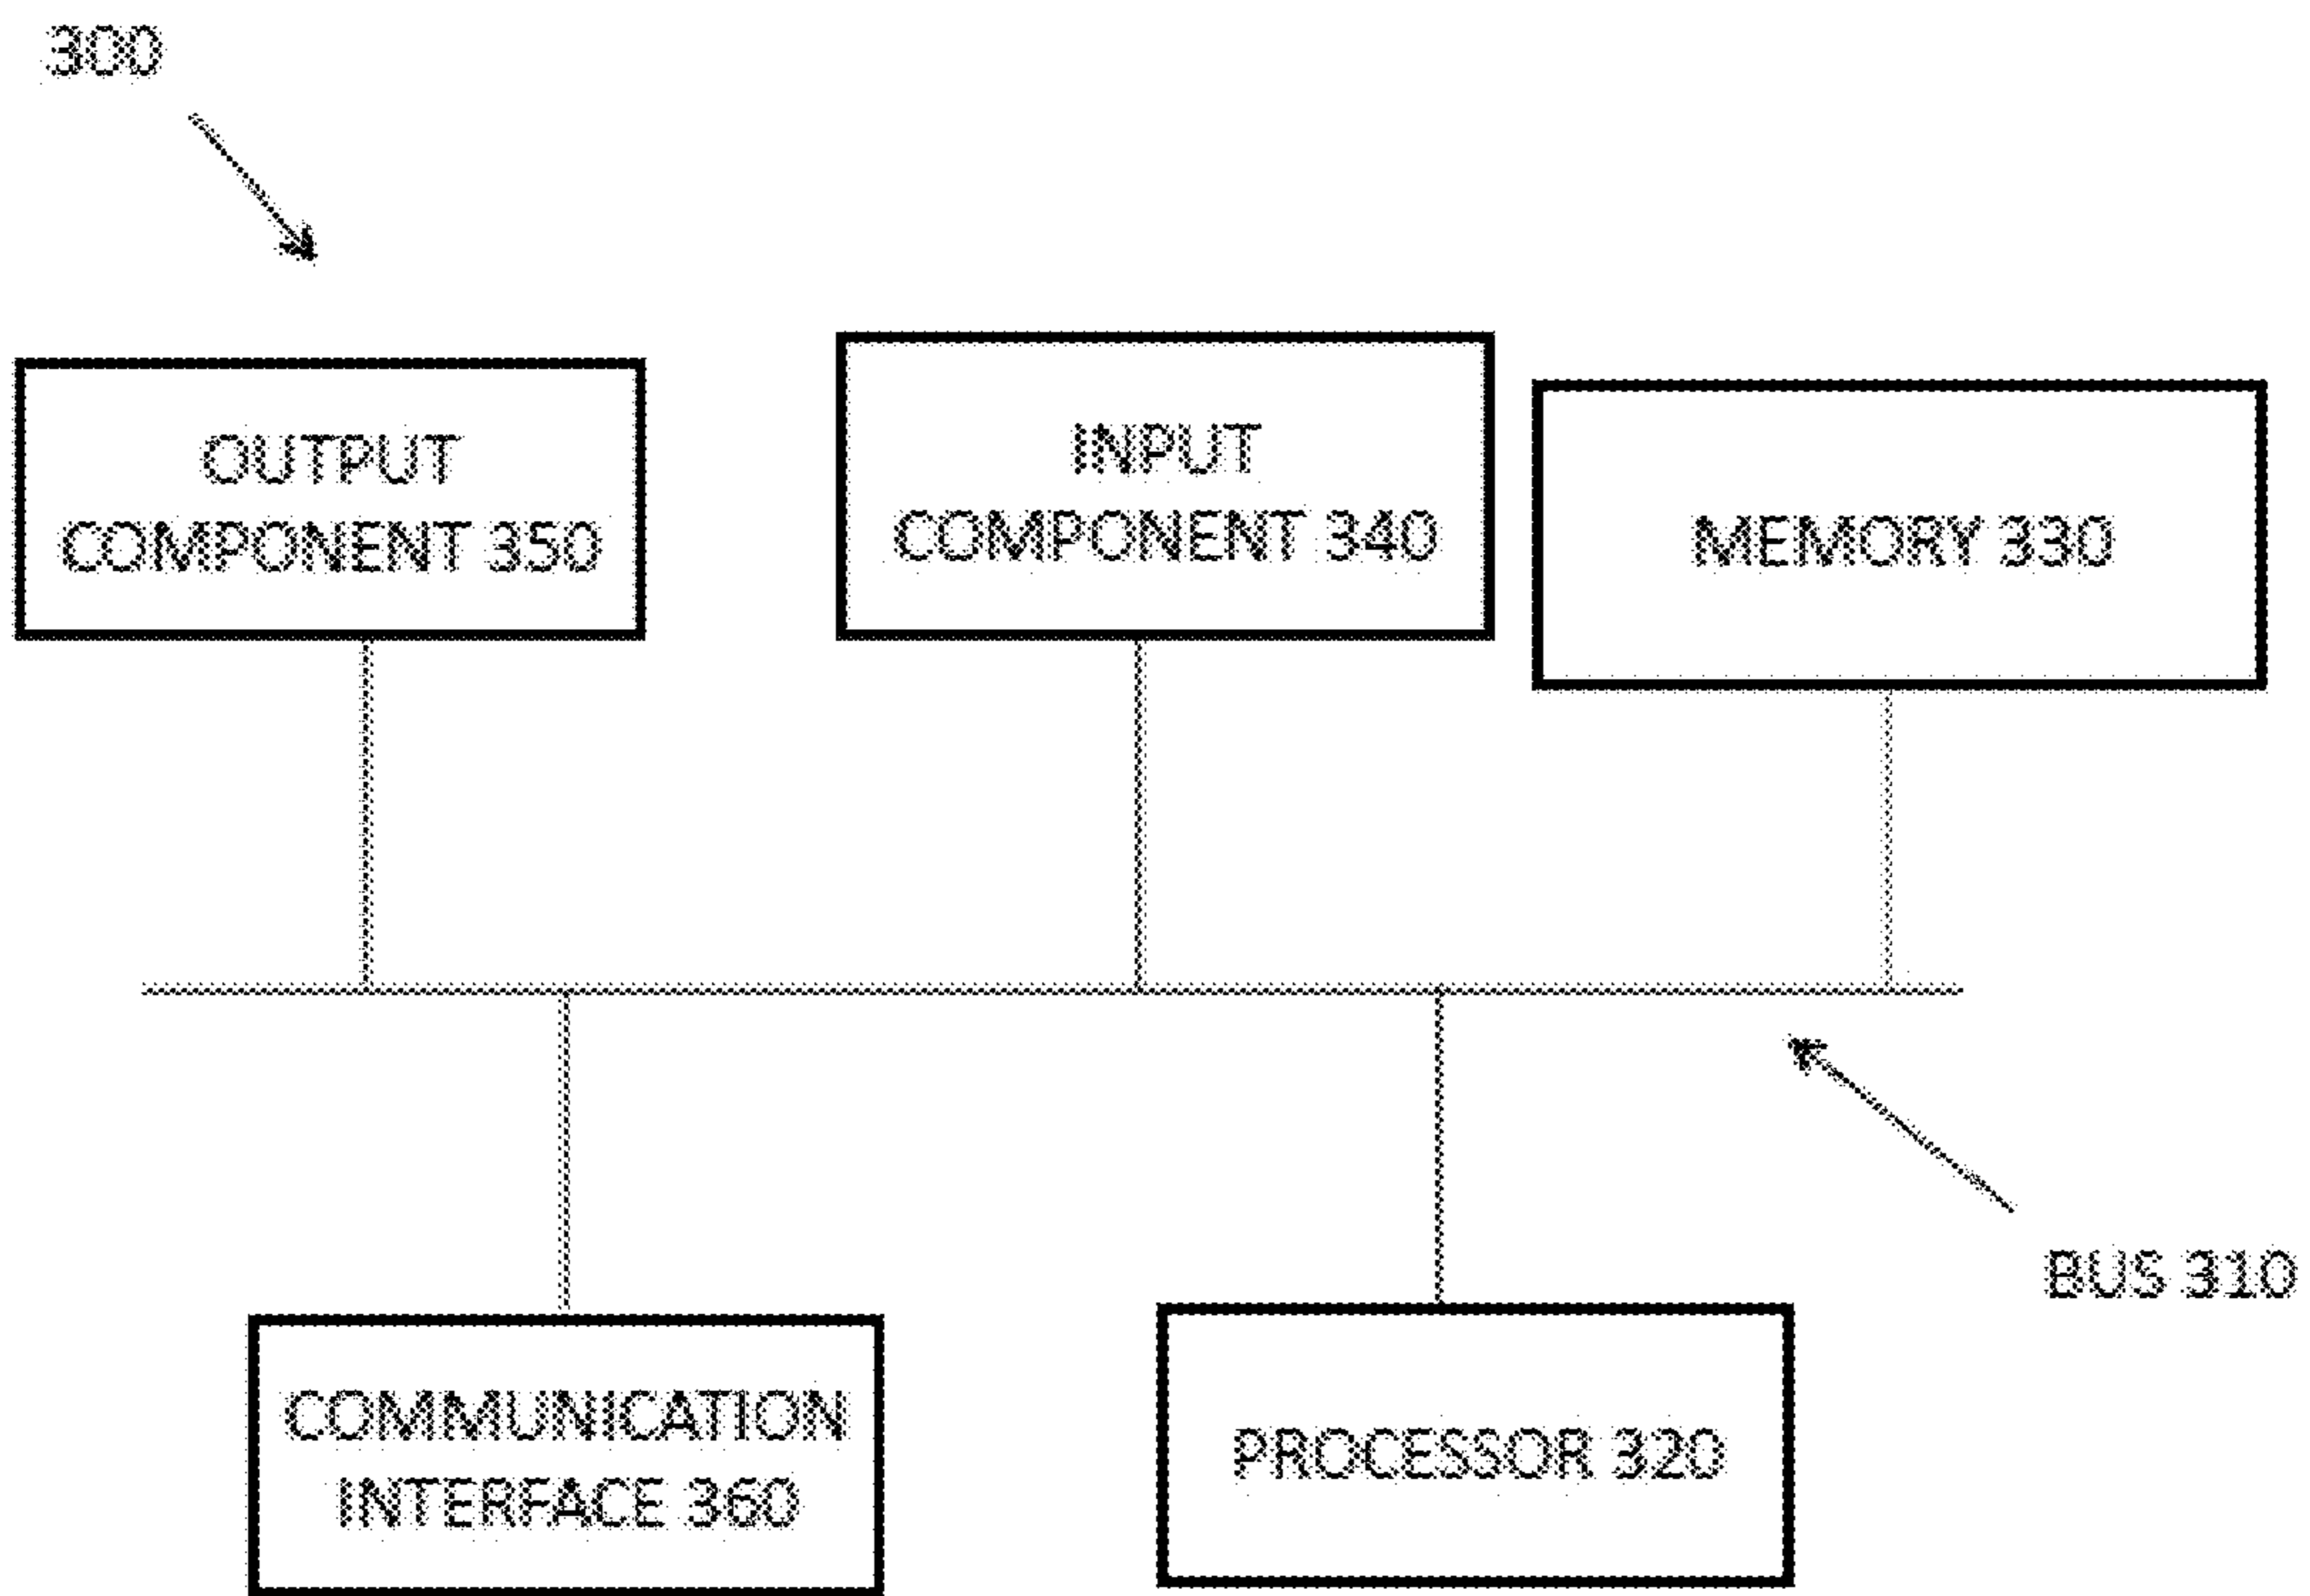 300
OUTPUT
COMPONENT 350
INPUT
COMPONENT 340
MEMORY 330
BUS 310
COMMUNICATION
INTERFACE 360
PROCESSOR 320